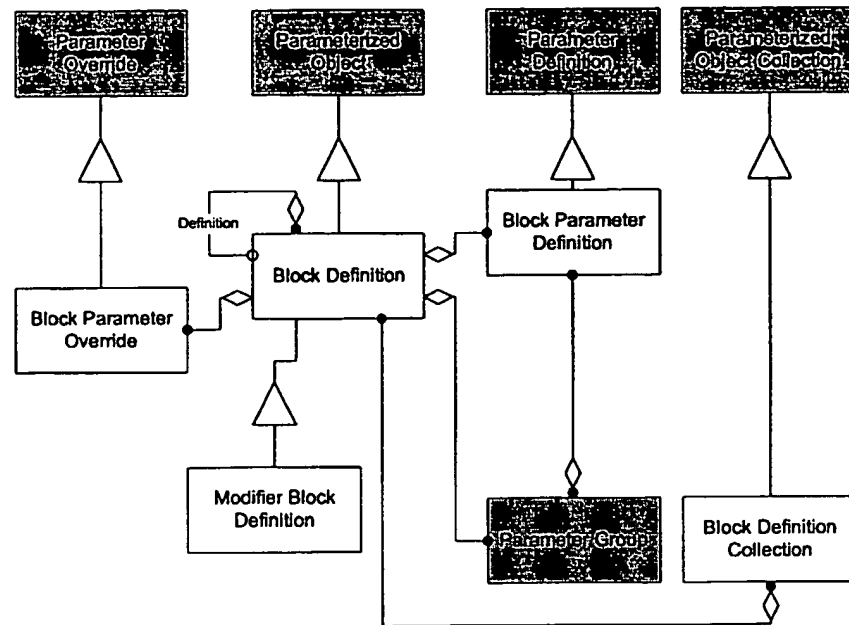 Parameter
Override
Parameterized
Object
Parameter
Definition
Parameterized
Object Collection
Definition
Block Parameter
Definition
Block Definition
Block Parameter
Override
Modifier Block
Definition
Parameter Group
Block Definition
Collection